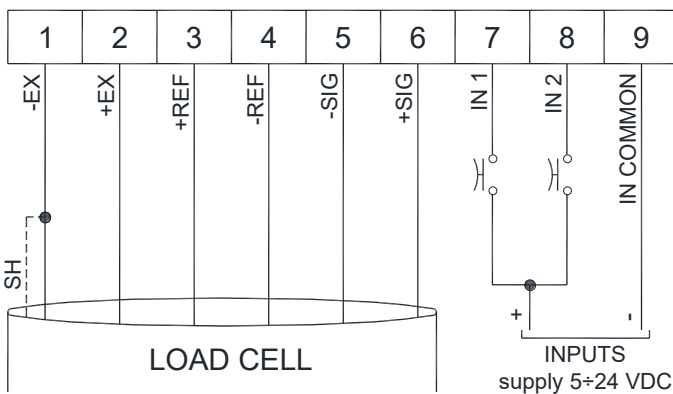 1 2 3 4 5 6 7 8 9
-EX
+EX
+REF
-REF
-SIG
+SIG
IN 1
IN 2
IN COMMON
SH
+ -
LOAD CELL
INPUTS
supply 5÷24 VDC